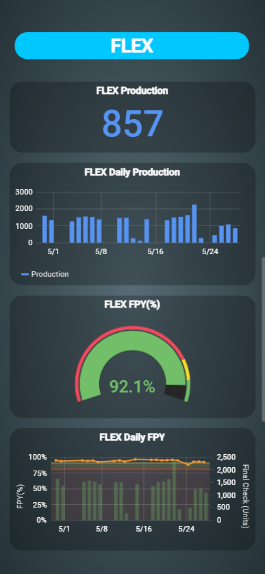 FLEX
FLEX Production
857
FLEX Daily Production
3000
2000
1000
0
5/1 5/8 5/16 5/24
Production
FLEX FPY(%)
92.1%
FLEX Daily FPY
100% 2,500
75% 2,000
50% 1,500
25% 1,000
0% 500
0
FPY(%)
Final Check (Units)
5/1 5/8 5/16 5/24